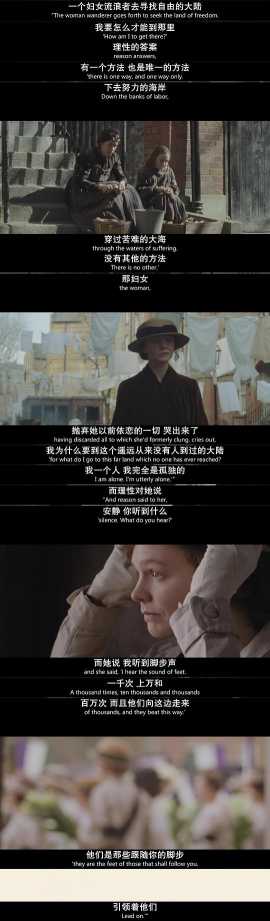 一个妇女流浪者去寻找自由的大陆
'The woman wanderer goes forth to seek the land of freedom.
我要怎么才能到那里
'How am I to get there?'
理性的答案
reason answers,
有一个方法 也是唯一的方法
'there is one way, and one way only.
下去努力的海岸
Down the banks of labor,
穿过苦难的大海
through the waters of suffering.
没有其他的方法
There is no other.'
那妇女
the woman,
抛弃她以前依恋的一切 哭出来了
having discarded all to which she'd formerly clung, cries out,
我为什么要到这个遥远从来没有人到过的大陆
'for what do I go to this far land which no one has ever reached?
我一个人 我完全是孤独的
I am alone. I'm utterly alone.'"
而理性对她说
"And reason said to her,
安静 你听到什么
'silence. What do you hear?'
而她说 我听到脚步声
and she said, 'I hear the sound of feet.
一千次 上万和
A thousand times, ten thousands and thousands
百万次 而且他们向这边走来
of thousands, and they beat this way.'
他们是那些跟随你的脚步
'they are the feet of those that shall follow you.
引领着他们
Lead on.'"